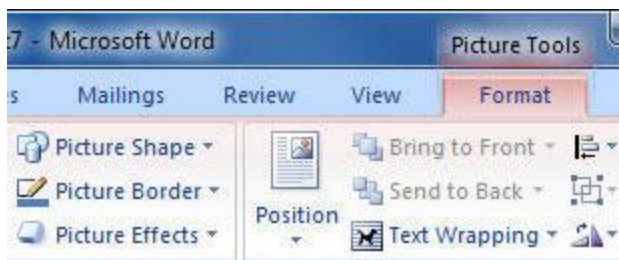 7 - Microsoft Word Picture Tools
s Mailings Review View Format
Picture Shape Bring to Front
Picture Border Send to Back
Position
Picture Effects Text Wrapping